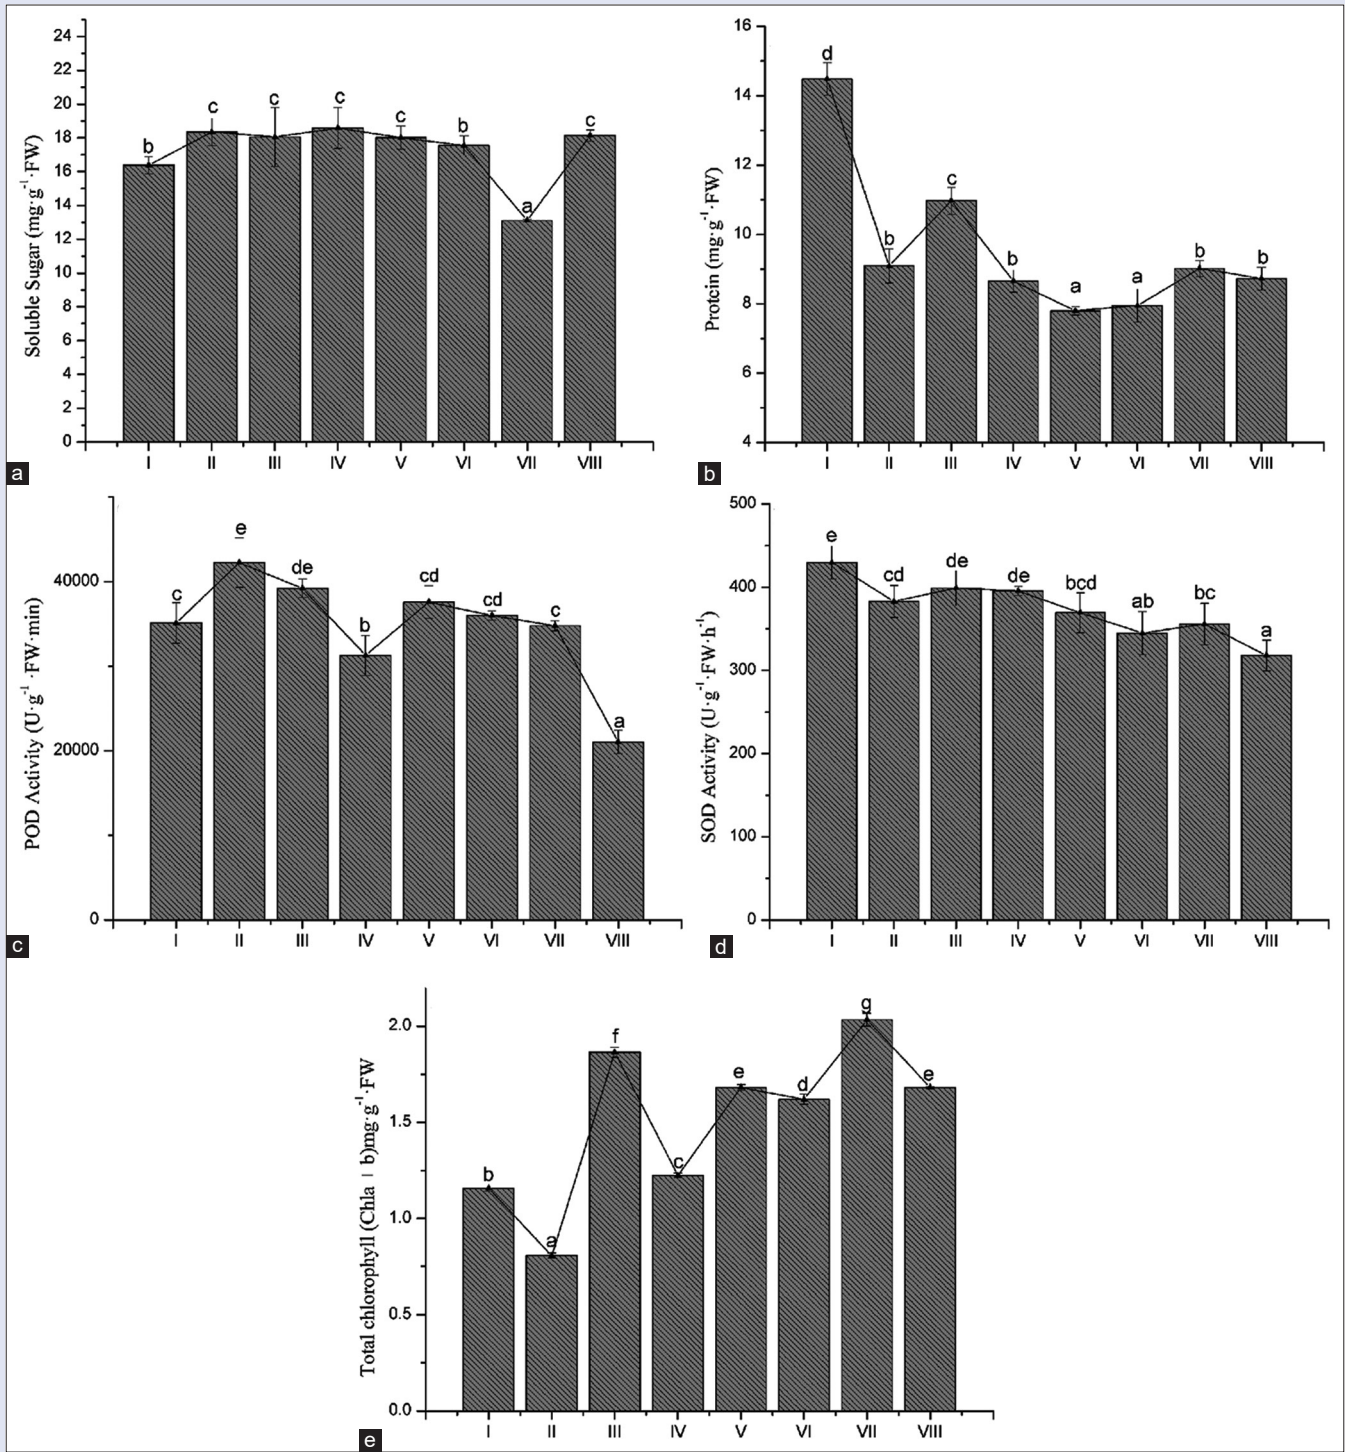 24
22
20
18
16
14
12
10
8
6
4
2
0
Soluble Sugar (mg·g⁻¹·FW)
b c c c c b a c
I II III IV V VI VII VIII
a
16
14
12
10
8
6
4
Protcin (mg·g⁻¹·FW)
d b c b a a b b
I II III IV V VI VII VIII
b
40000
20000
0
POD Activity (U·g⁻¹·FW·min)
c e de b cd cd c a
I II III IV V VI VII VIII
c
500
400
300
200
100
0
SOD Activity (U·g⁻¹·FW·h⁻¹)
e cd de de bcd ab bc a
I II III IV V VI VII VIII
d
2.0
1.5
1.0
0.5
0.0
Total chlorophyll (Chla ı b)mg·g⁻¹·FW
b a f c e d g e
I II III IV V VI VII VIII
e